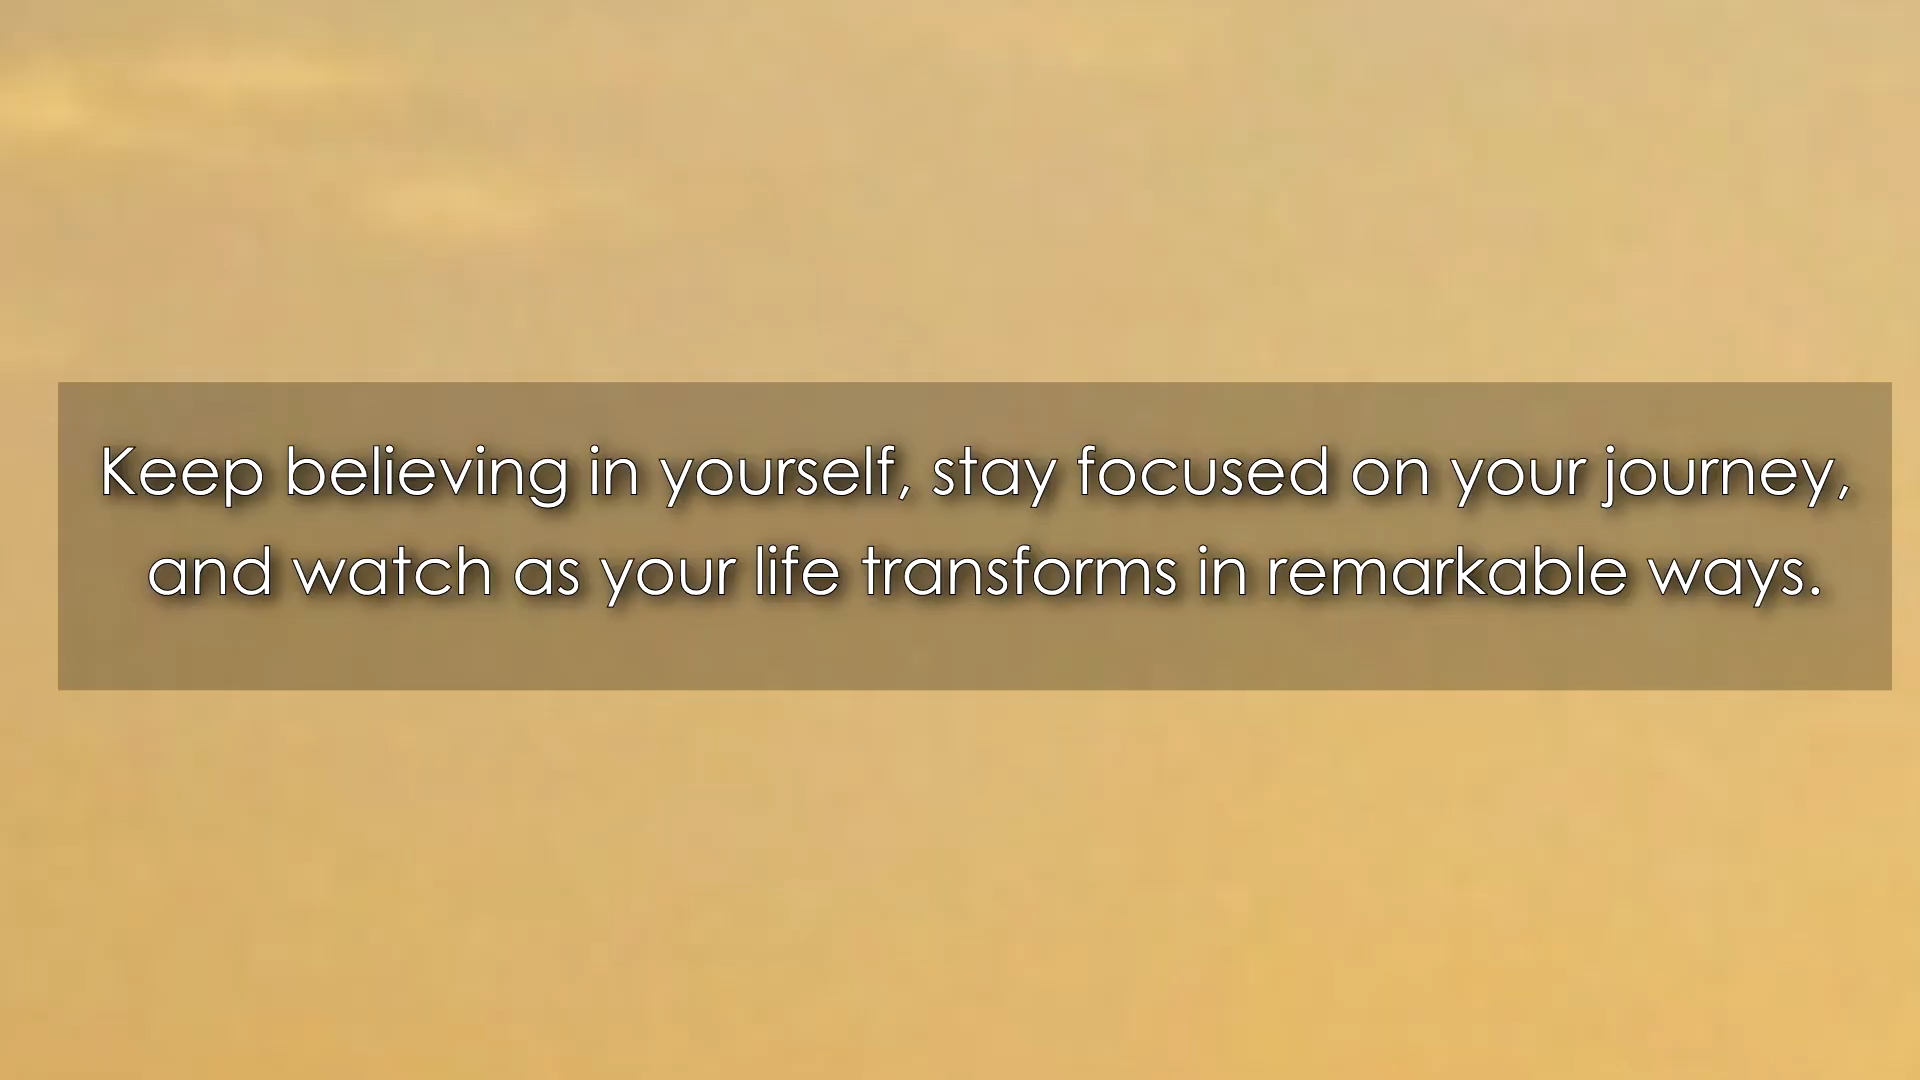 Keep believing in yourself, stay focused on your journey,
and watch as your life transforms in remarkable ways.